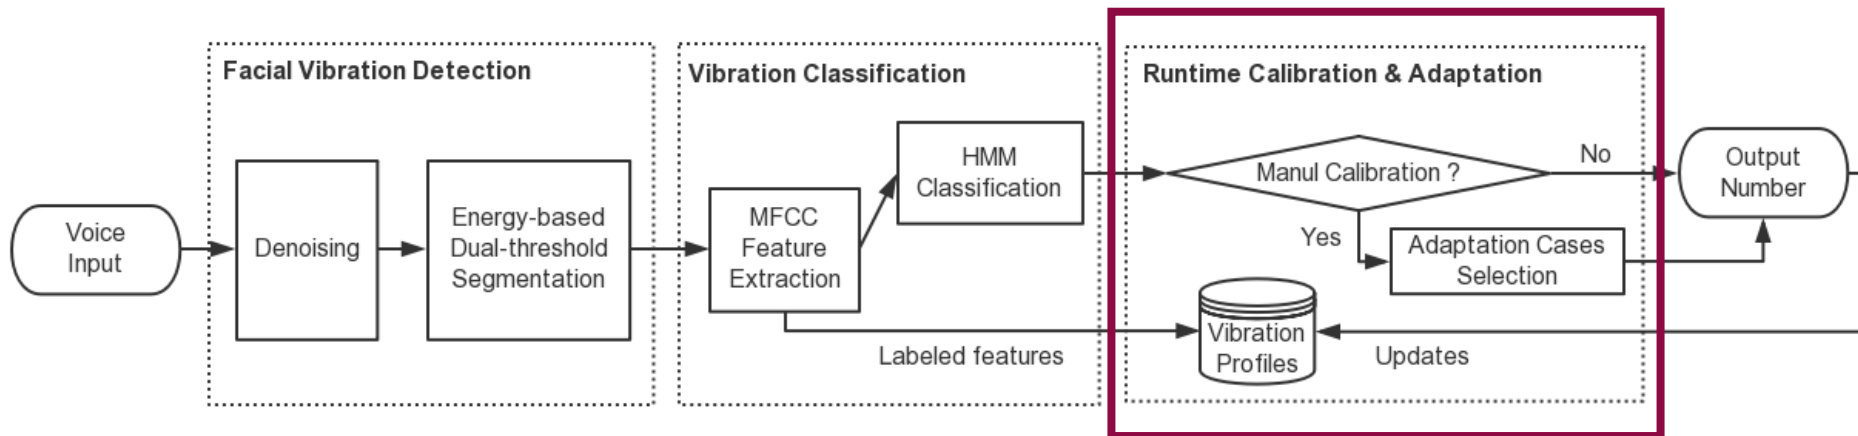 Facial Vibration Detection
Vibration Classification
Runtime Calibration & Adaptation
Voice
Input
Denoising
Energy-based
Dual-threshold
Segmentation
MFCC
Feature
Extraction
HMM
Classification
Labeled features
Manul Calibration ?
No
Yes
Adaptation Cases
Selection
Vibration
Profiles
Updates
Output
Number